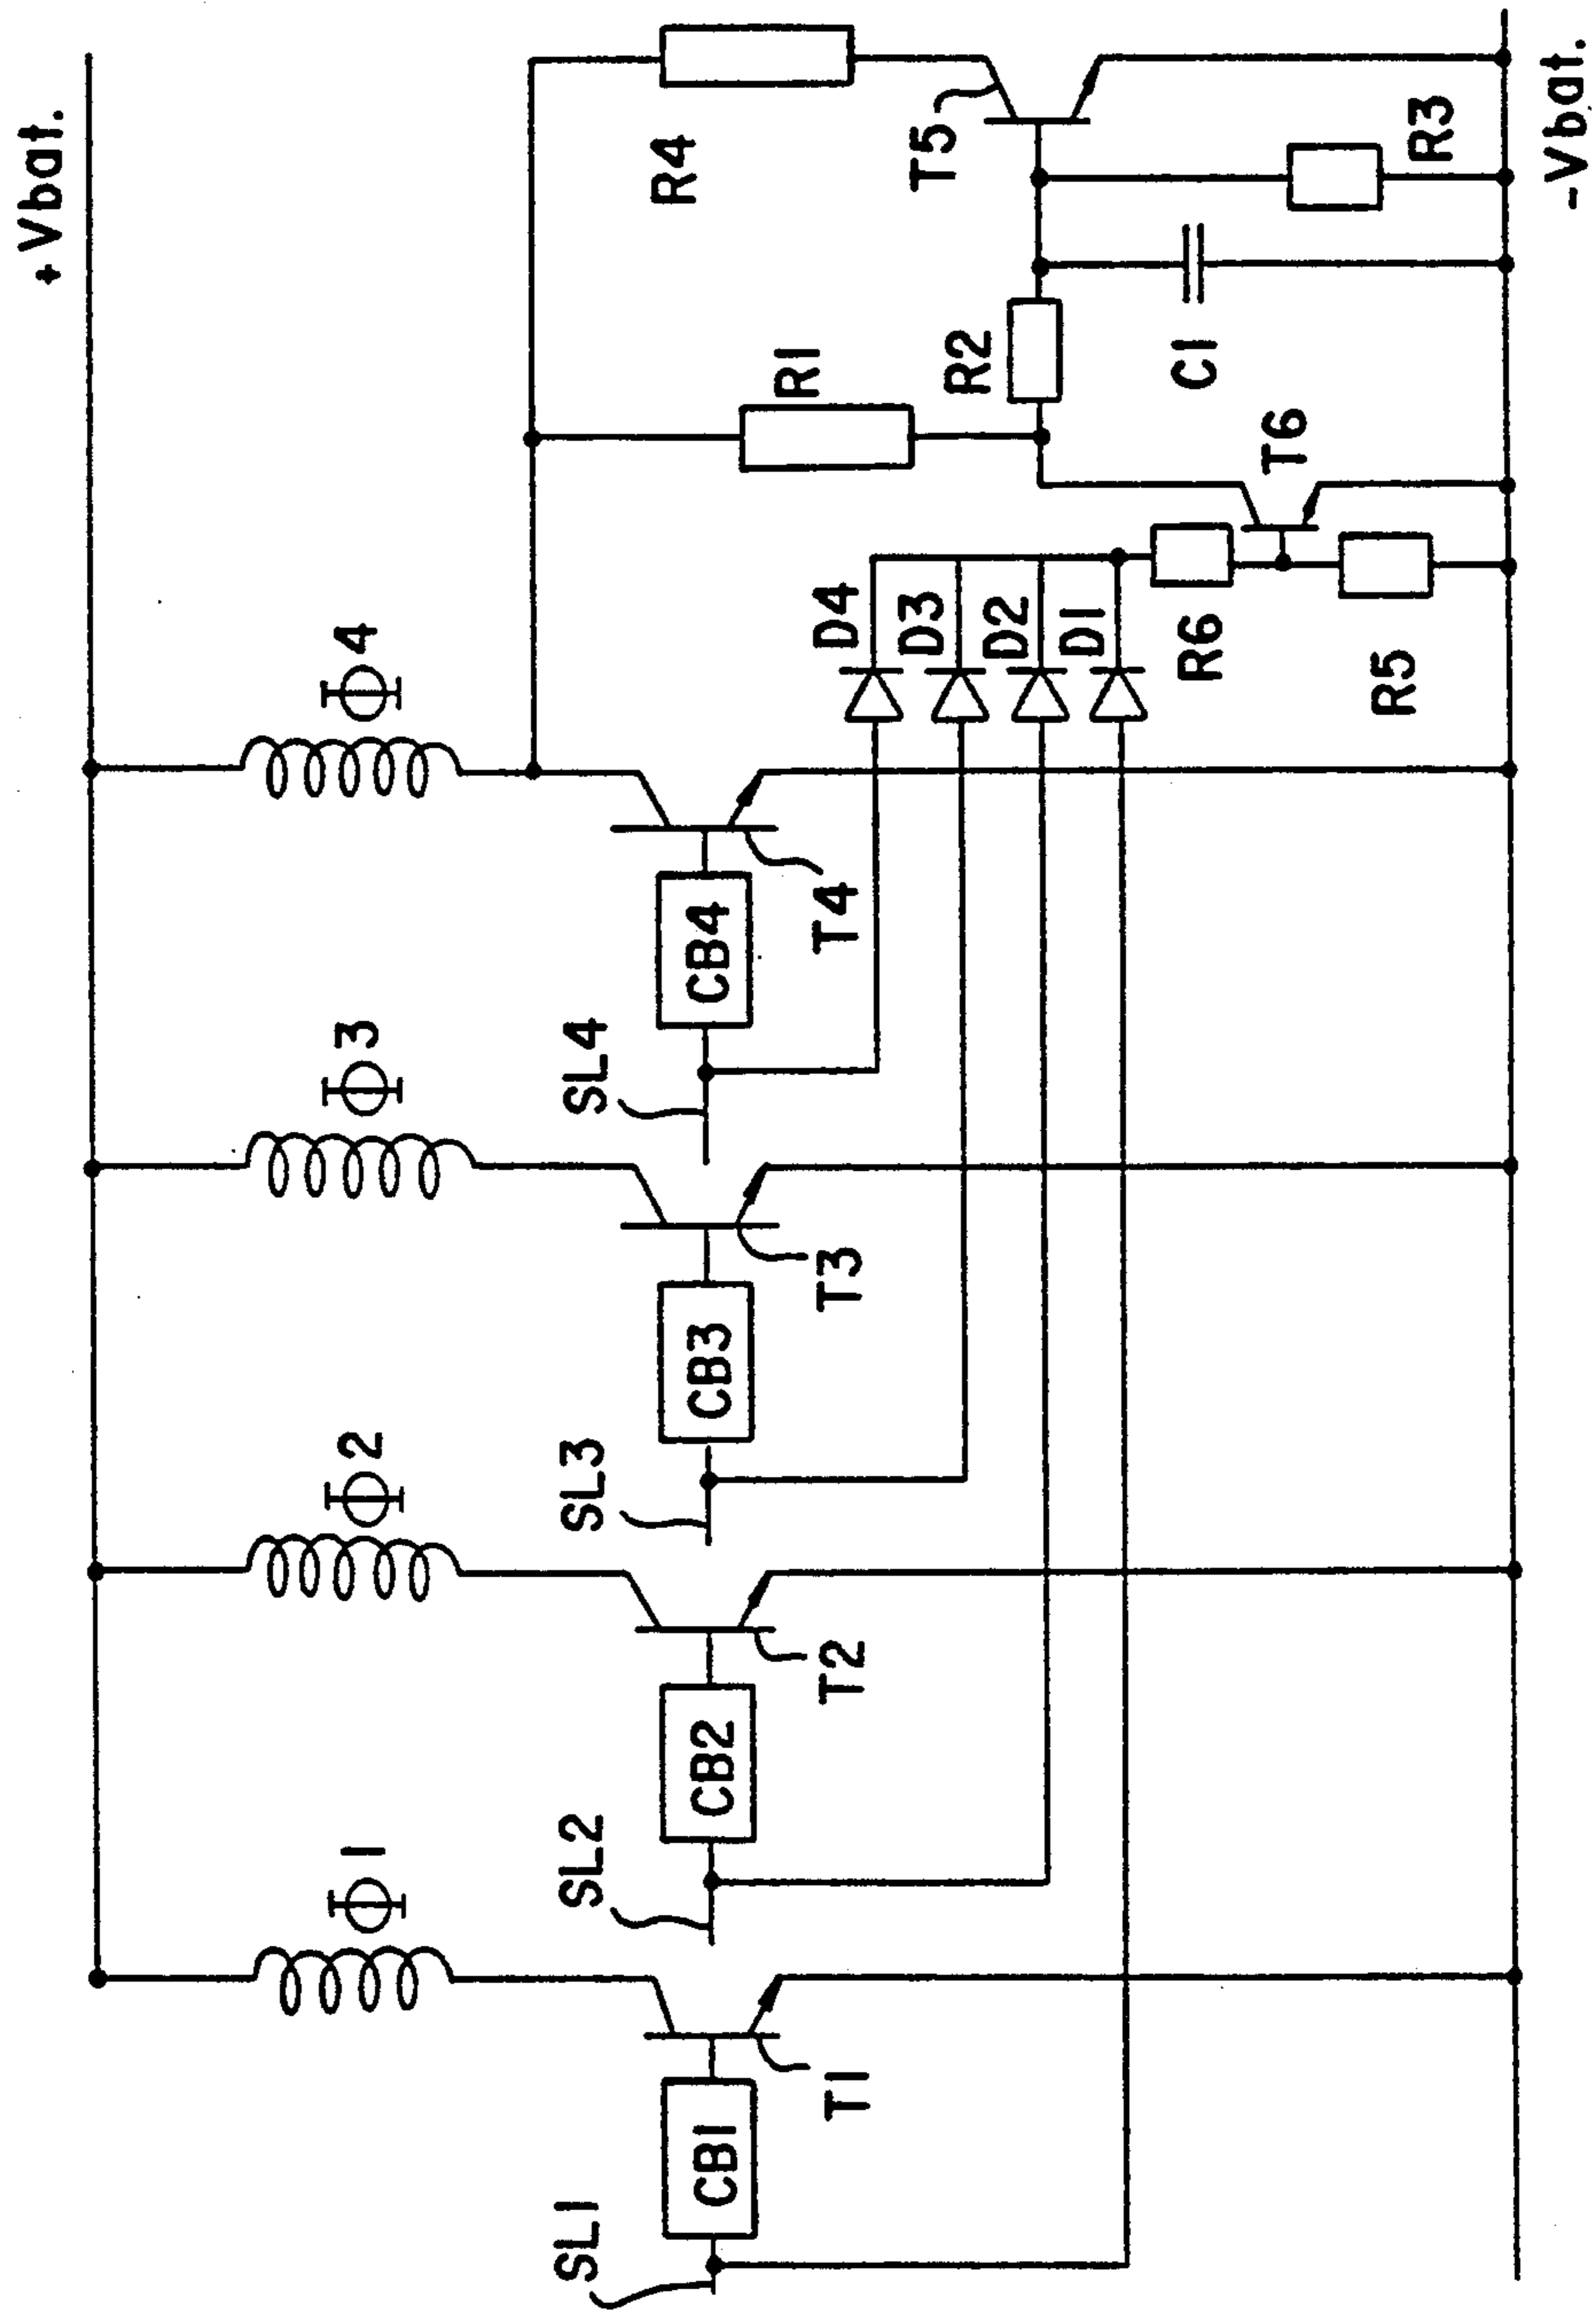 +Vbat.
Φ1
Φ2
Φ3
Φ4
SL1
CB1
T1
SL2
CB2
T2
SL3
CB3
T3
SL4
CB4
T4
D4
D3
D2
D1
R6
R5
T6
R1
R2
C1
R4
T5
R3
-Vbat.